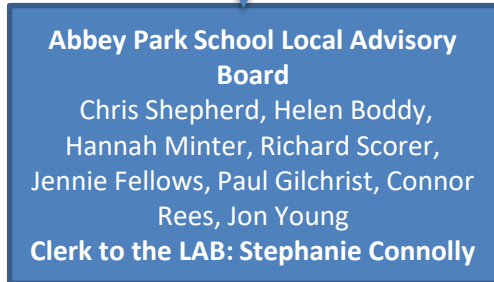 Abbey Park School Local Advisory
Board
Chris Shepherd, Helen Boddy,
Hannah Minter, Richard Scorer,
Jennie Fellows, Paul Gilchrist, Connor
Rees, Jon Young
Clerk to the LAB: Stephanie Connolly